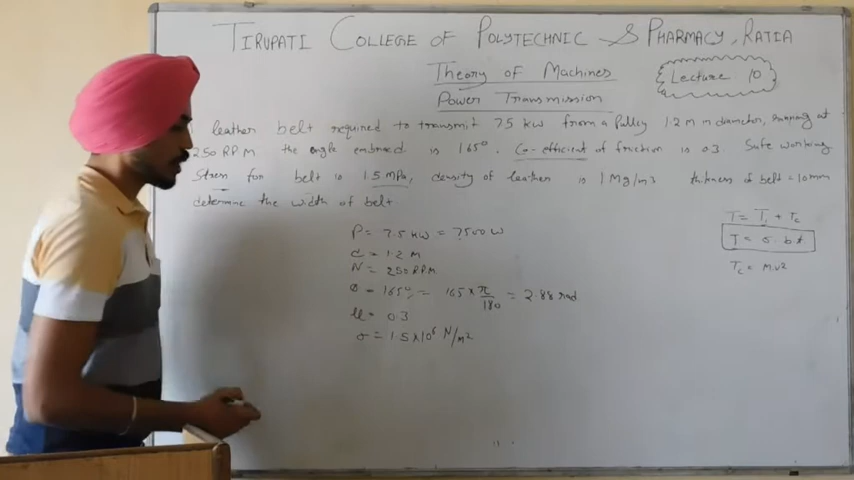 TIRUPATI COLLEGE OF POLYTECHNIC & PHARMACY, RATIA
Theory of Machines
Lecture 10
Power Transmission
leather belt required to transmit 7.5 kw from a Pulley 1.2 m in diameter, running at
250 RPM the angle embraced is 165°. Co-efficient of friction is 0.3. Safe working
Stress for belt is 1.5 mPa, density of leather is 1 Mg/m3 thickness of belt = 10mm
determine the width of belt.
P = 7.5 kw = 7500 W
d = 1.2 M
N = 250 RPM
θ = 165° = 165 × π/180 = 2.88 rad
μ = 0.3
σ = 1.5×10⁶ N/m²
T = T₁ + Tc
T = σ. b.t.
Tc = m.v2